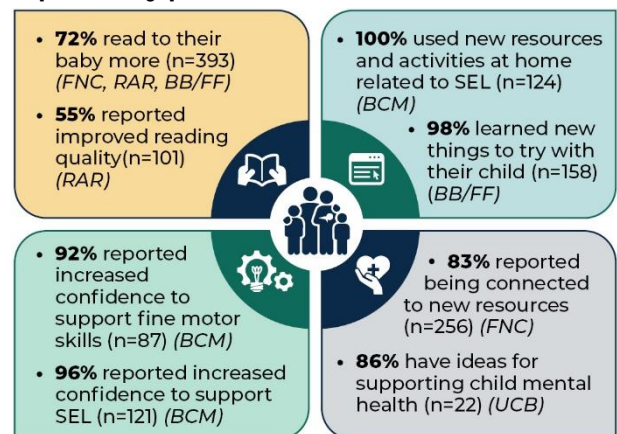 • 72% read to their
baby more (n=393)
(FNC, RAR, BB/FF)
• 55% reported
improved reading
quality(n=101)
(RAR)
• 100% used new resources
and activities at home
related to SEL (n=124)
(BCM)
• 98% learned new
things to try with
their child (n=158)
(BB/FF)
• 92% reported
increased
confidence to
support fine motor
skills (n=87) (BCM)
• 96% reported increased
confidence to support
SEL (n=121) (BCM)
• 83% reported
being connected
to new resources
(n=256) (FNC)
• 86% have ideas for
supporting child mental
health (n=22) (UCB)